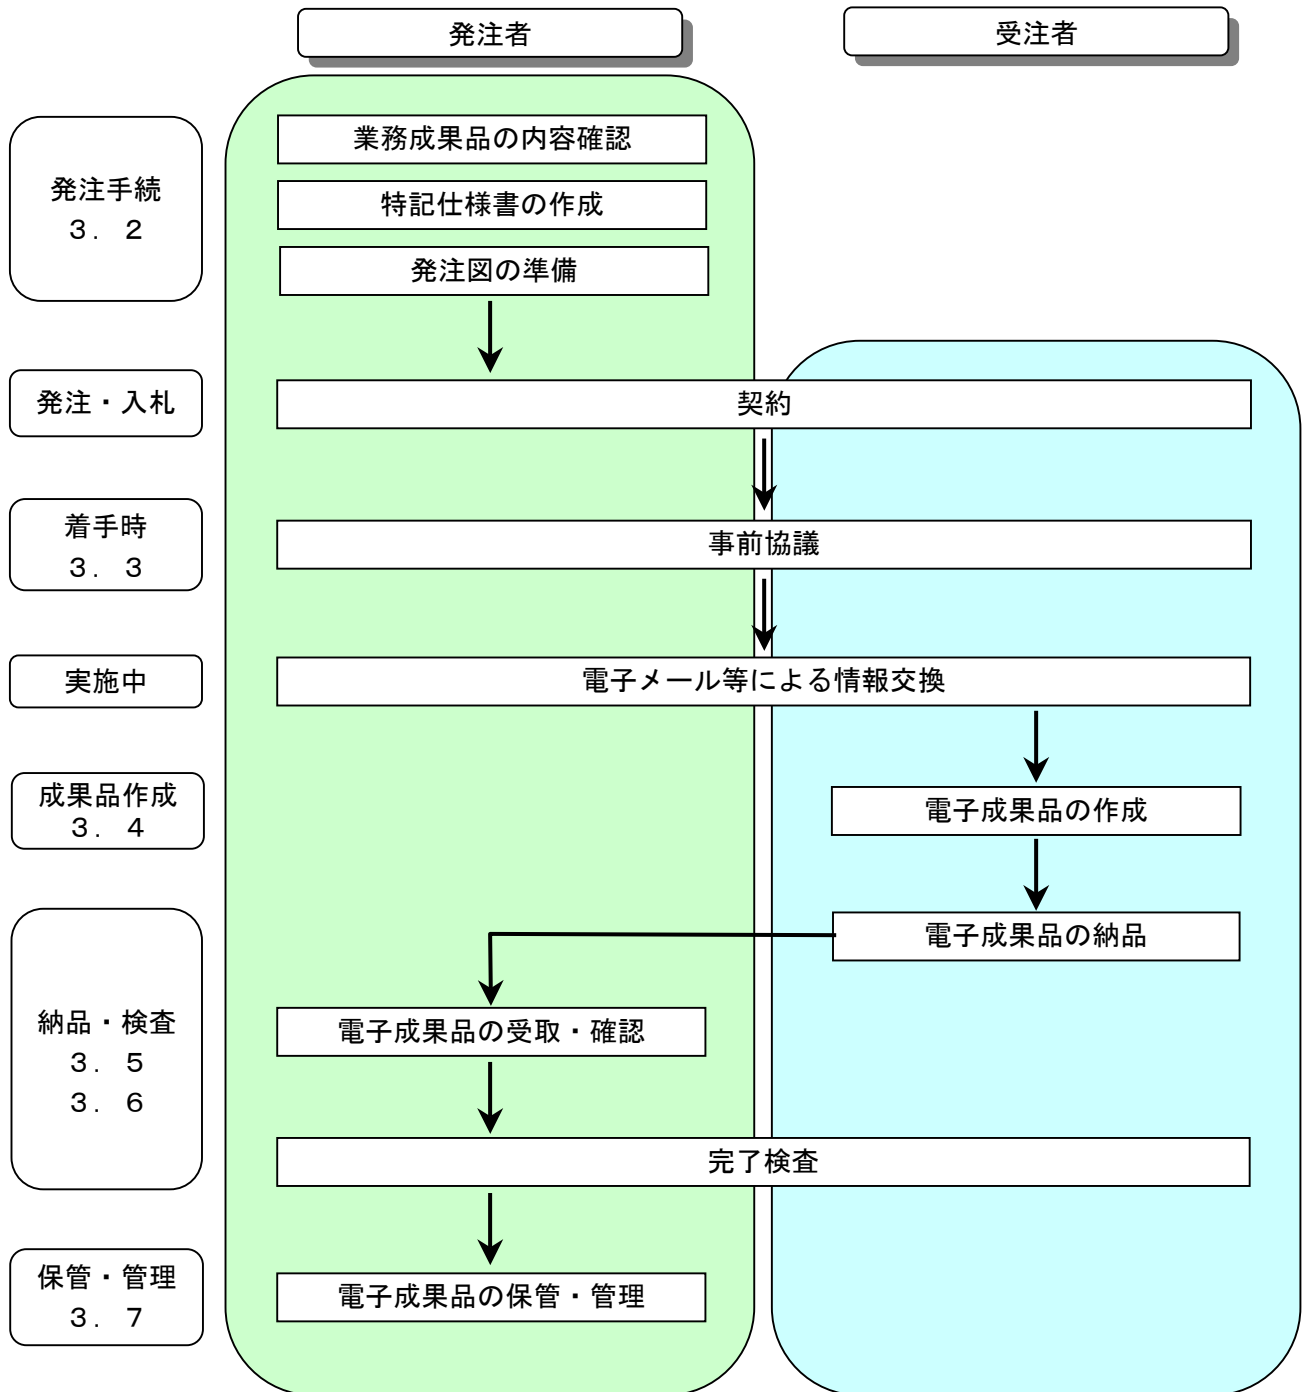 発注者
受注者
発注手続
３．２
業務成果品の内容確認
特記仕様書の作成
発注図の準備
発注・入札
契約
着手時
３．３
事前協議
実施中
電子メール等による情報交換
成果品作成
３．４
電子成果品の作成
電子成果品の納品
納品・検査
３．５
３．６
電子成果品の受取・確認
完了検査
保管・管理
３．７
電子成果品の保管・管理